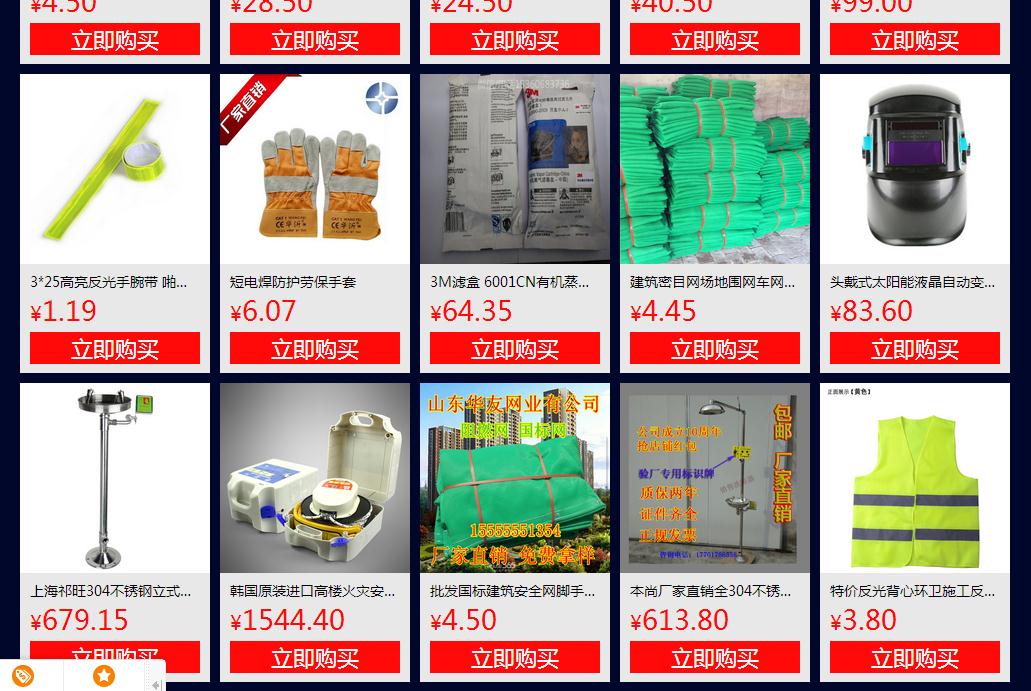 ¥4.50
¥28.50
¥24.50
¥40.50
¥99.00
立即购买
立即购买
立即购买
立即购买
立即购买
厂家直销
3M
3*25高亮反光手腕带 啪...
短电焊防护劳保手套
3M滤盒 6001CN有机蒸...
建筑密目网场地围网车网...
头戴式太阳能液晶自动变...
¥1.19
¥6.07
¥64.35
¥4.45
¥83.60
立即购买
立即购买
立即购买
立即购买
立即购买
山东华友网业有公司
阻燃网 国标网
15555551354
厂家直销 免费拿样
公司成立10周年
抢店铺红包
验厂专用标识牌
质保两年
证件齐全
正规发票
包邮 厂家直销
正面展示【黄色】
上海祁旺304不锈钢立式...
韩国原装进口高楼火灾安...
批发国标建筑安全网脚手...
本尚厂家直销全304不锈...
特价反光背心环卫施工反...
¥679.15
¥1544.40
¥4.50
¥613.80
¥3.80
立即购买
立即购买
立即购买
立即购买
立即购买